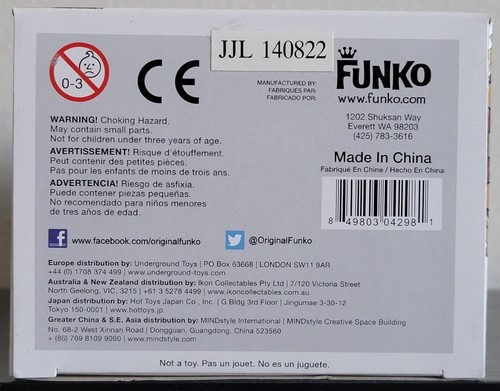 JJL 140822
0-3
CE
MANUFACTURED BY:
FABRIQUÉS PAR:
FABRICADO POR:
FUNKO
www.funko.com
1202 Shuksan Way
Everett WA 98203
(425) 783-3616
WARNING! Choking Hazard.
May contain small parts.
Not for children under three years of age.
AVERTISSEMENT! Risque d'étouffement.
Peut contenir des petites pièces.
Pas pour les enfants de moins de trois ans.
ADVERTENCIA! Riesgo de asfixia.
Puede contener piezas pequeñas.
No recomendado para niños menores
de tres años de edad.
Made In China
Fabriqué En Chine / Hecho En China
8 49803 04298 1
f www.facebook.com/originalfunko
@OriginalFunko
Europe distribution by: Underground Toys | PO Box 63668 | LONDON SW11 9AR
+44 (0) 1708 374 499 | www.underground-toys.com
Australia & New Zealand distribution by: Ikon Collectables Pty Ltd | 7/120 Victoria Street
North Geelong, VIC, 3215 | +61 3 5278 4499 | www.ikoncollectables.com.au
Japan distribution by: Hot Toys Japan Co., Inc. | G Bldg 3rd Floor | Jingumae 3-30-12
Tokyo 150-0001 | www.hottoys.jp
Greater China & S.E. Asia distribution by: MINDstyle International | MINDstyle Creative Space Building
No. 68-2 West Xinnan Road | Dongguan, Guangdong, China 523560
+ (86) 769 8109 9090 | www.mindstyle.com
Not a toy. Pas un jouet. No es un juguete.